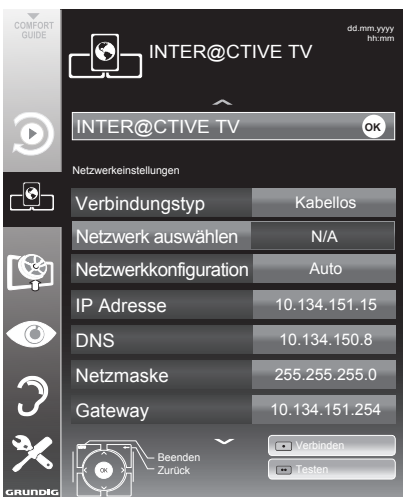 COMFORT
GUIDE
INTER@CTIVE TV
dd.mm.yyyy
hh:mm
INTER@CTIVE TV
OK
Netzwerkeinstellungen
Verbindungstyp Kabellos
Netzwerk auswählen N/A
Netzwerkkonfiguration Auto
IP Adresse 10.134.151.15
DNS 10.134.150.8
Netzmaske 255.255.255.0
Gateway 10.134.151.254
OK
Beenden
Zurück
Verbinden
Testen
GRUNDIG